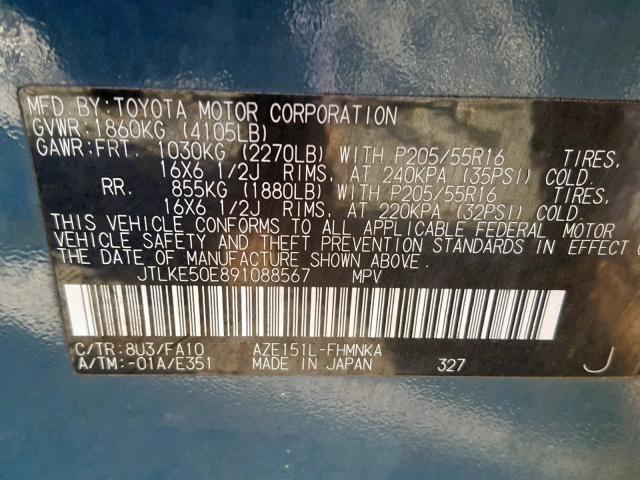 MFD.BY:TOYOTA MOTOR CORPORATION
GVWR:1860KG (4105LB)
GAWR:FRT. 1030KG (2270LB) WITH P205/55R16 TIRES,
16X6 1/2J RIMS, AT 240KPA (35PSI) COLD.
RR. 855KG (1880LB) WITH P205/55R16 TIRES,
16X6 1/2J RIMS, AT 220KPA (32PSI) COLD.
THIS VEHICLE CONFORMS TO ALL APPLICABLE FEDERAL MOTOR
VEHICLE SAFETY AND THEFT PREVENTION STANDARDS IN EFFECT
THE DATE OF MANUFACTURE SHOWN ABOVE.
JTLKE50E891088567 MPV
C/TR:8U3/FA10 AZE151L-FHMNKA
A/TM:-01A/E351 MADE IN JAPAN 327 J